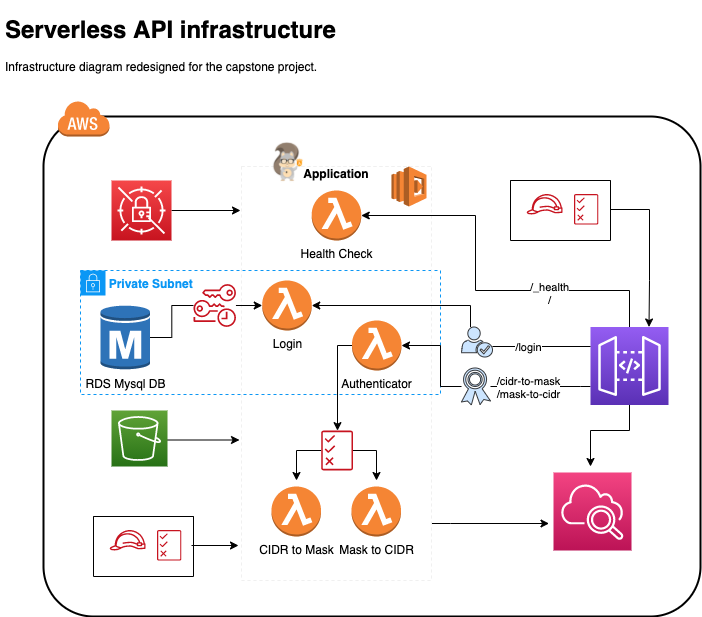 Serverless API infrastructure
Infrastructure diagram redesigned for the capstone project.
AWS
Application
Health Check
/_health
/
Private Subnet
M
Login
/login
RDS Mysql DB
Authenticator
/cidr-to-mask
/mask-to-cidr
</>
CIDR to Mask
Mask to CIDR